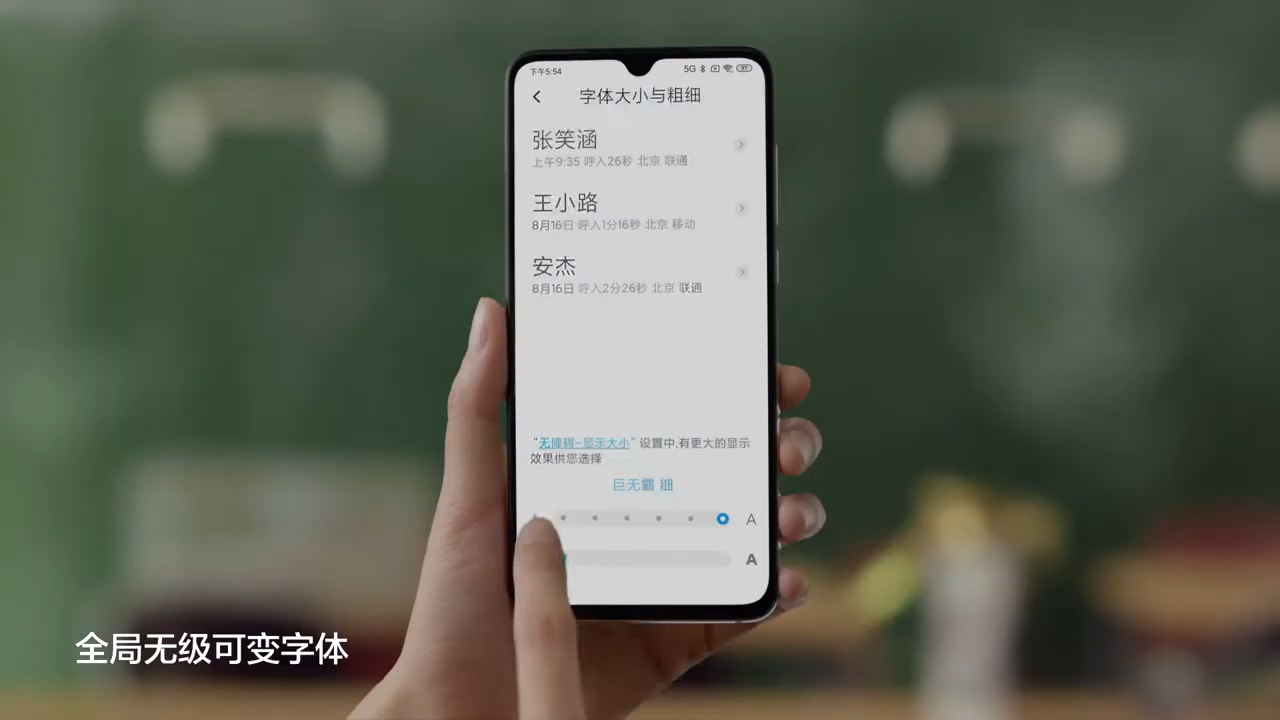 下午5:54
5G
97
字体大小与粗细
张笑涵
上午9:35 呼入26秒 北京 联通
王小路
8月16日 呼入1分16秒 北京 移动
安杰
8月16日 呼入2分26秒 北京 联通
“无障碍-显示大小” 设置中,有更大的显示
效果供您选择
巨无霸 细
A
A
全局无级可变字体